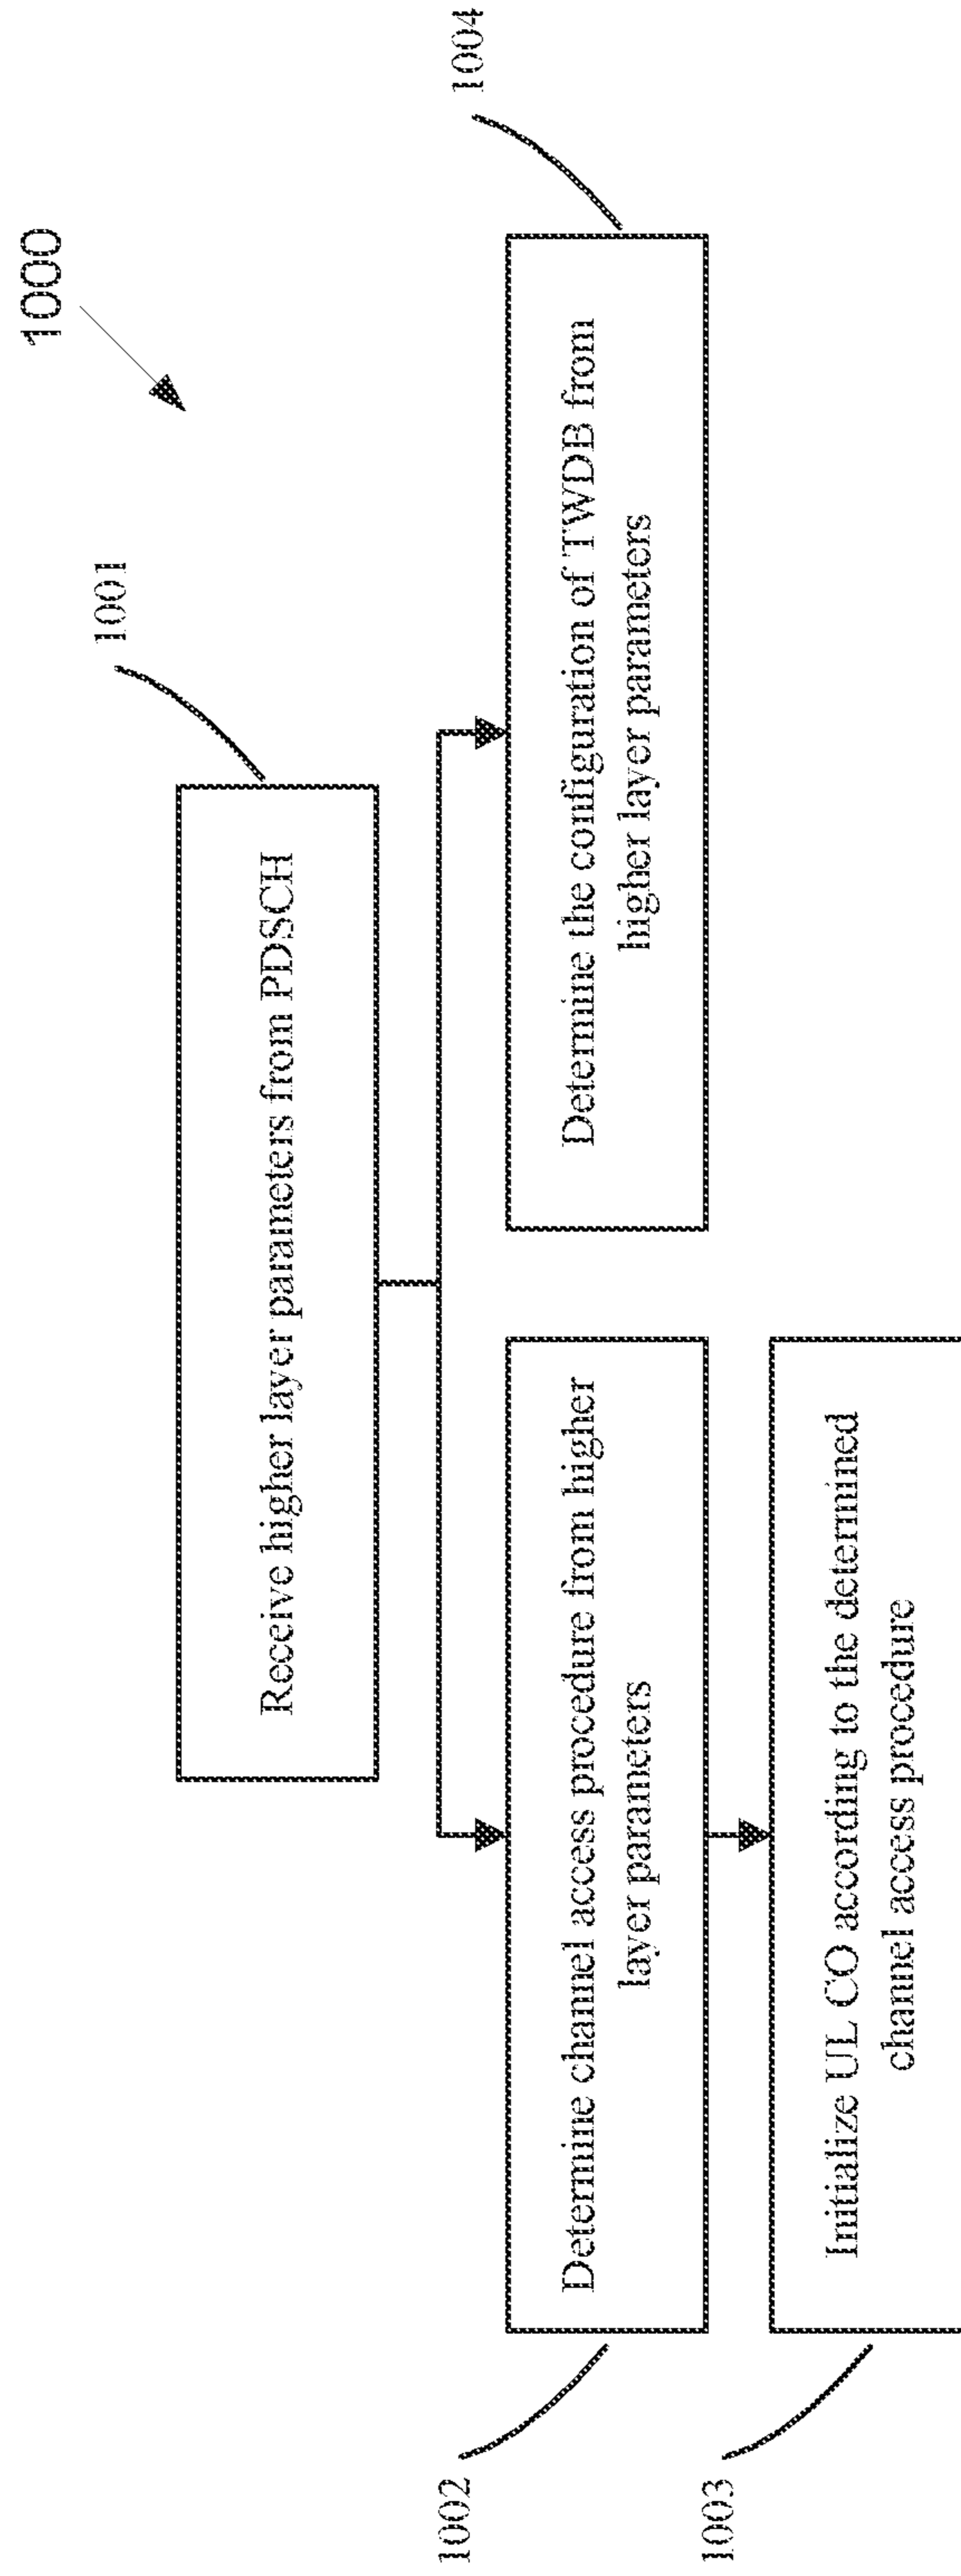 1000
1001
Receive higher layer parameters from PDSCH
1002
Determine channel access procedure from higher
layer parameters
1004
Determine the configuration of TWDB from
higher layer parameters
1003
Initialize UL CO according to the determined
channel access procedure